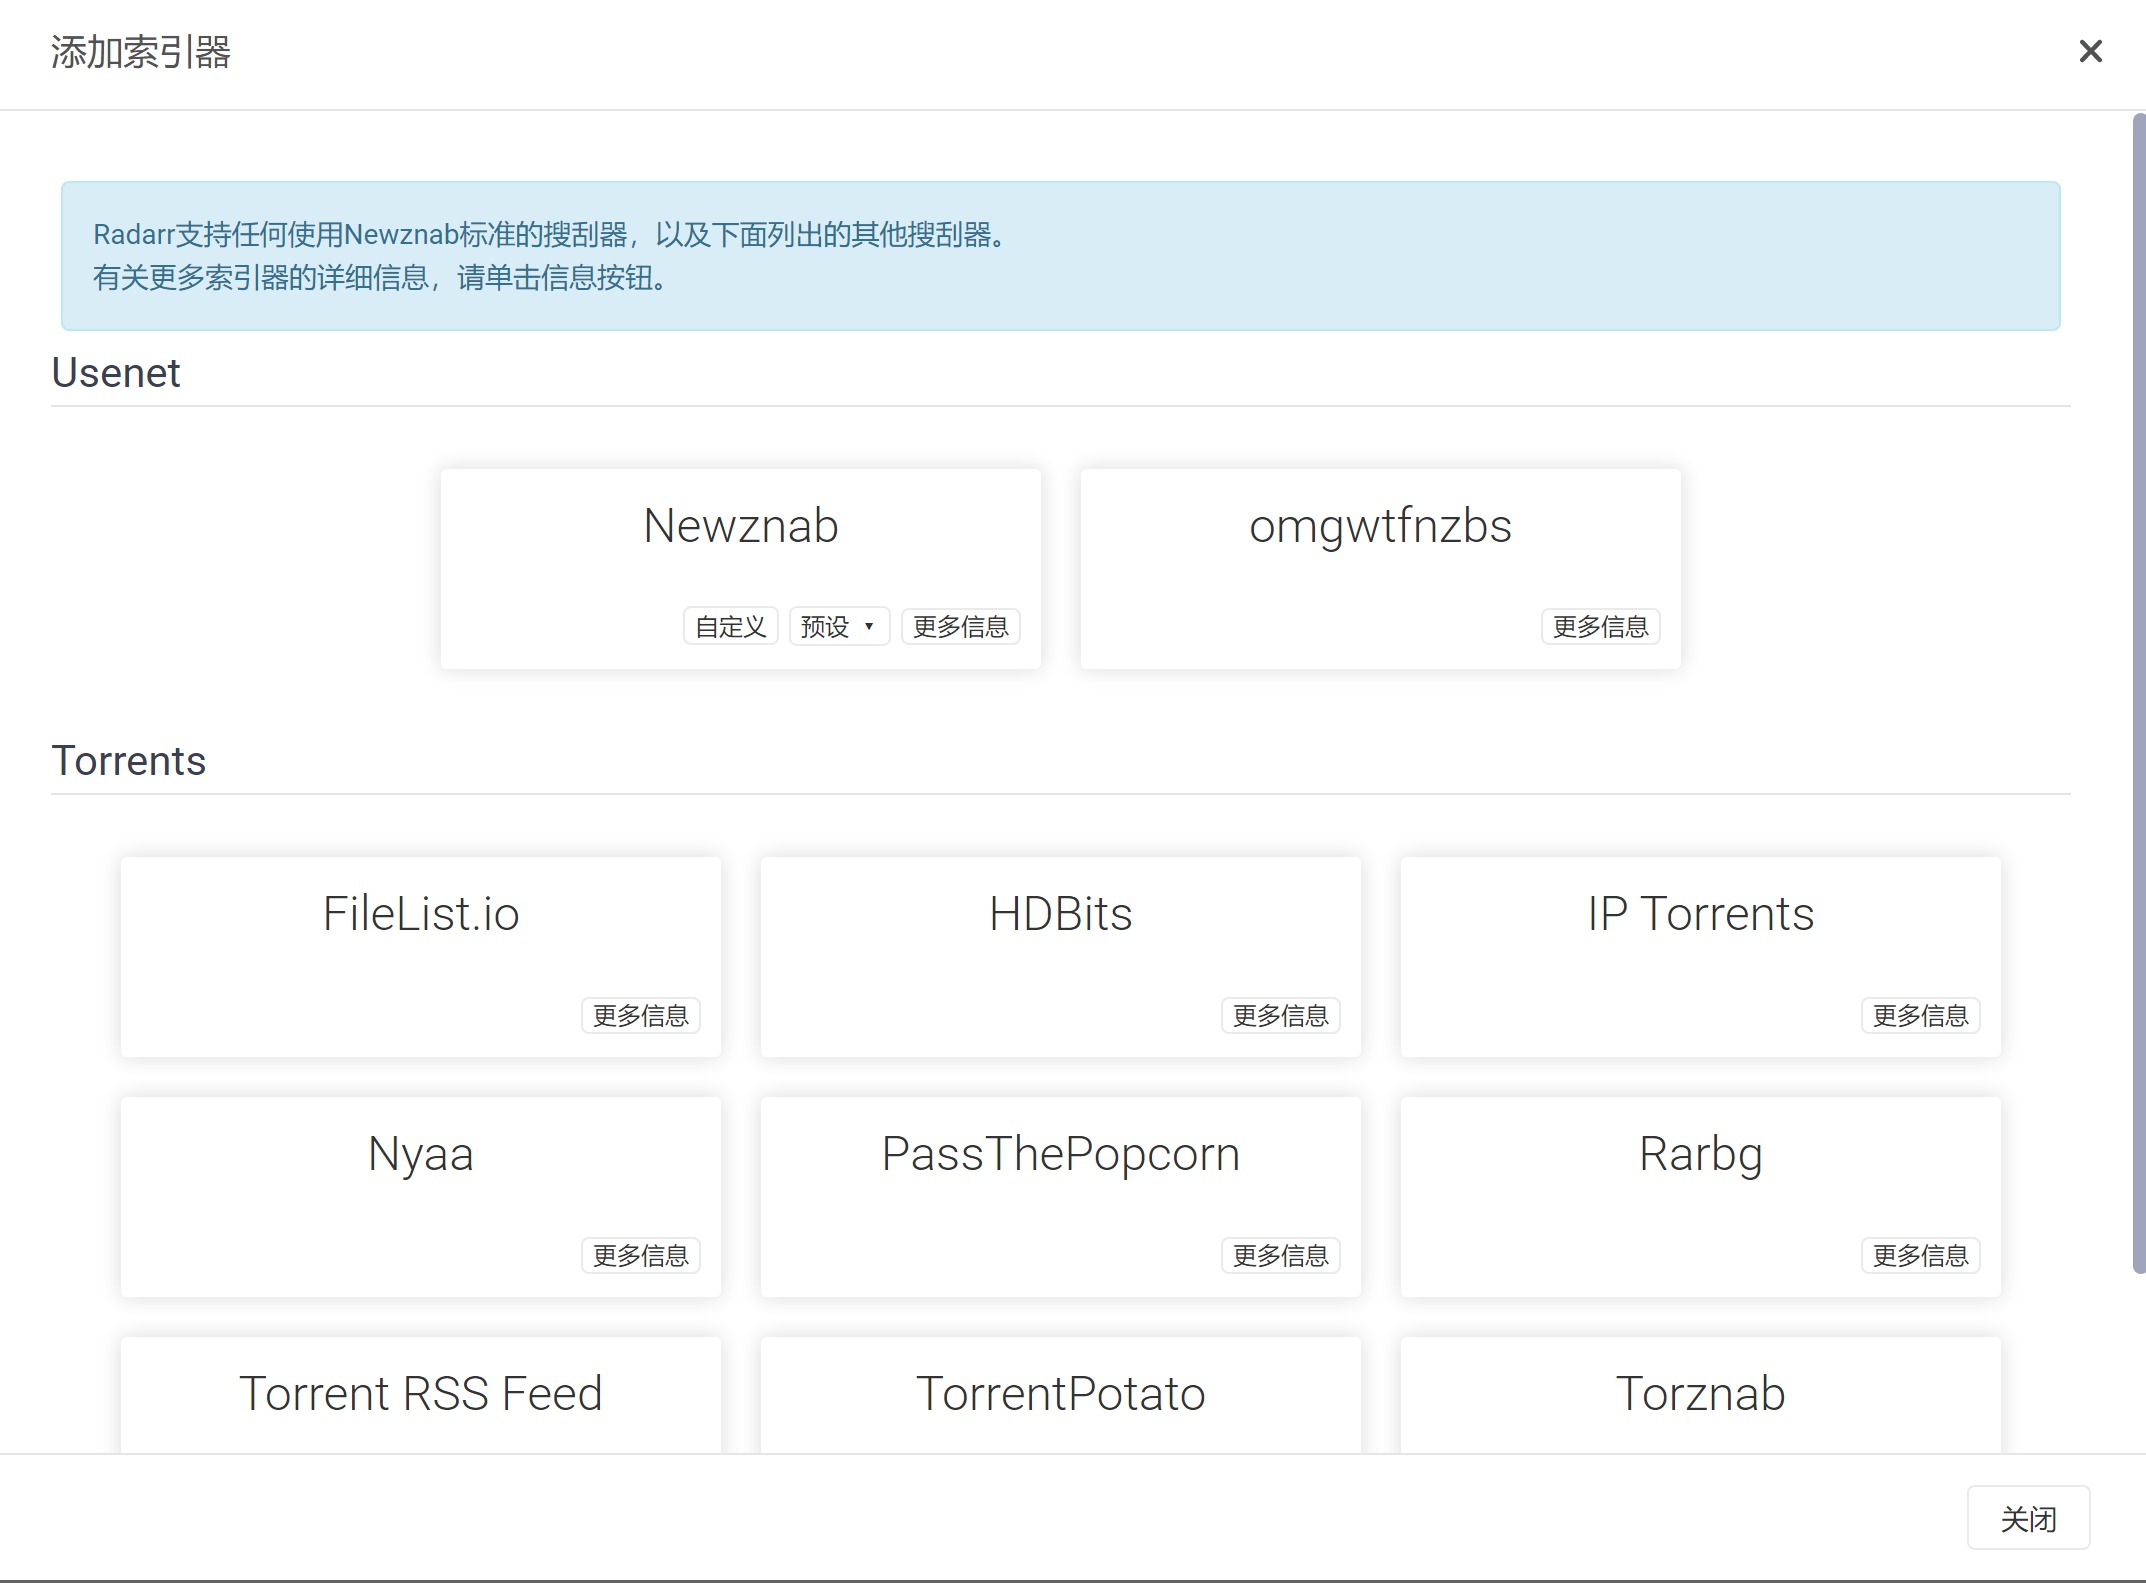 添加索引器
Radarr支持任何使用Newznab标准的搜刮器，以及下面列出的其他搜刮器。
有关更多索引器的详细信息，请单击信息按钮。
Usenet
Newznab
omgwtfnzbs
自定义 预设 更多信息
更多信息
Torrents
FileList.io
HDBits
IP Torrents
更多信息
更多信息
更多信息
Nyaa
PassThePopcorn
Rarbg
更多信息
更多信息
更多信息
Torrent RSS Feed
TorrentPotato
Torznab
关闭